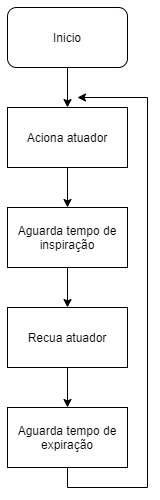 Inicio
Aciona atuador
Aguarda tempo de
inspiração
Recua atuador
Aguarda tempo de
expiração